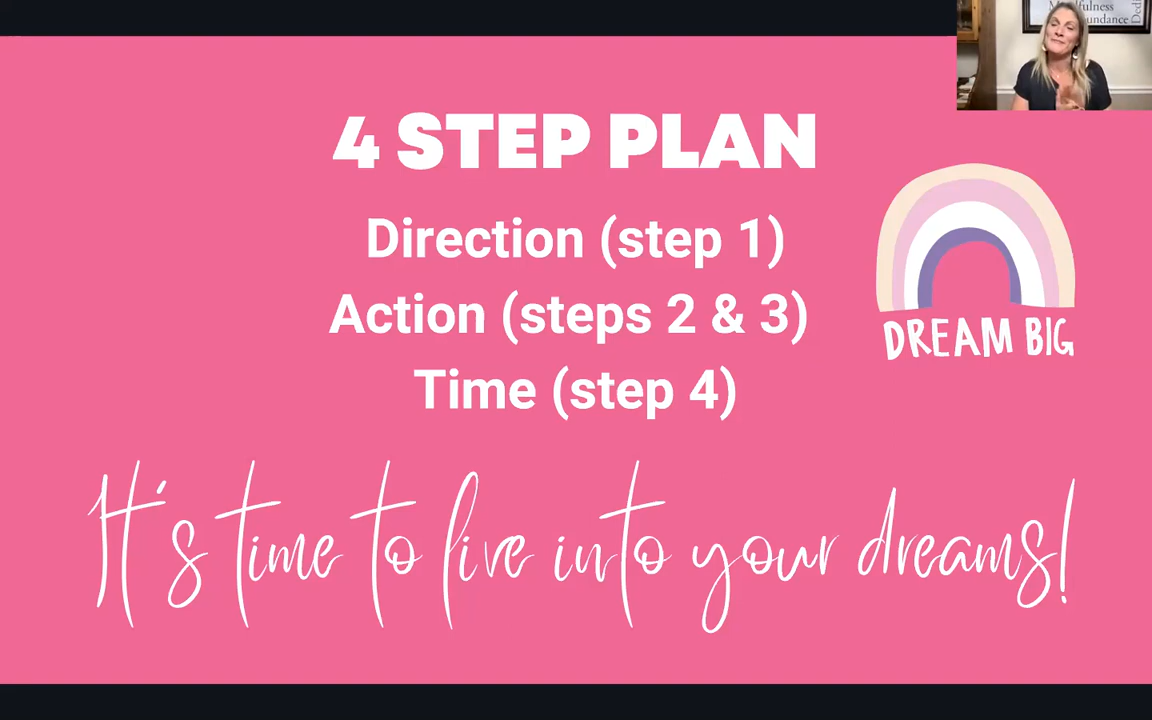 4 STEP PLAN
Direction (step 1)
Action (steps 2 & 3)
Time (step 4)
It's time to live into your dreams!
DREAM BIG